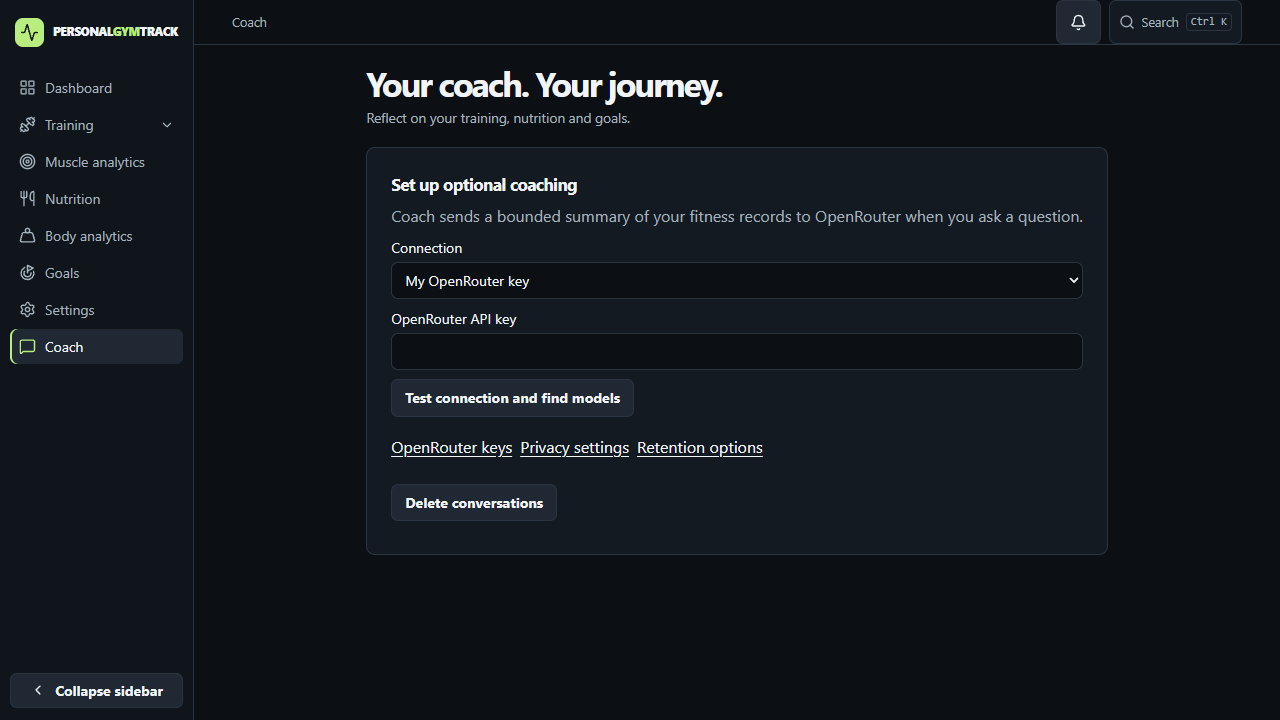 PERSONALGYMTRACK
Dashboard
Training
Muscle analytics
Nutrition
Body analytics
Goals
Settings
Coach
Collapse sidebar
Coach
Search Ctrl K
Your coach. Your journey.
Reflect on your training, nutrition and goals.
Set up optional coaching
Coach sends a bounded summary of your fitness records to OpenRouter when you ask a question.
Connection
My OpenRouter key
OpenRouter API key
Test connection and find models
OpenRouter keys Privacy settings Retention options
Delete conversations